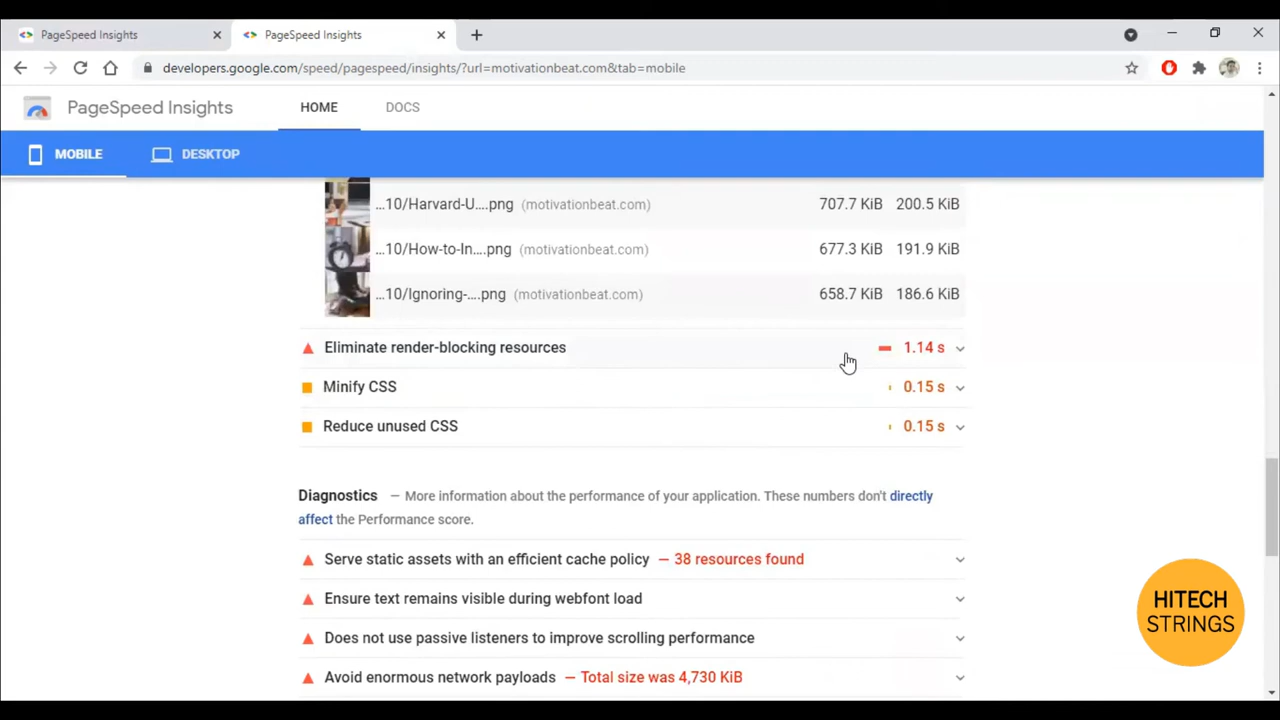 PageSpeed Insights
PageSpeed Insights
developers.google.com/speed/pagespeed/insights/?url=motivationbeat.com&tab=mobile
PageSpeed Insights HOME DOCS
MOBILE DESKTOP
...10/Harvard-U....png (motivationbeat.com) 707.7 KiB 200.5 KiB
...10/How-to-In....png (motivationbeat.com) 677.3 KiB 191.9 KiB
...10/Ignoring-....png (motivationbeat.com) 658.7 KiB 186.6 KiB
Eliminate render-blocking resources 1.14 s
Minify CSS 0.15 s
Reduce unused CSS 0.15 s
Diagnostics — More information about the performance of your application. These numbers don't directly
affect the Performance score.
Serve static assets with an efficient cache policy — 38 resources found
Ensure text remains visible during webfont load
Does not use passive listeners to improve scrolling performance
Avoid enormous network payloads — Total size was 4,730 KiB
HITECH
STRINGS